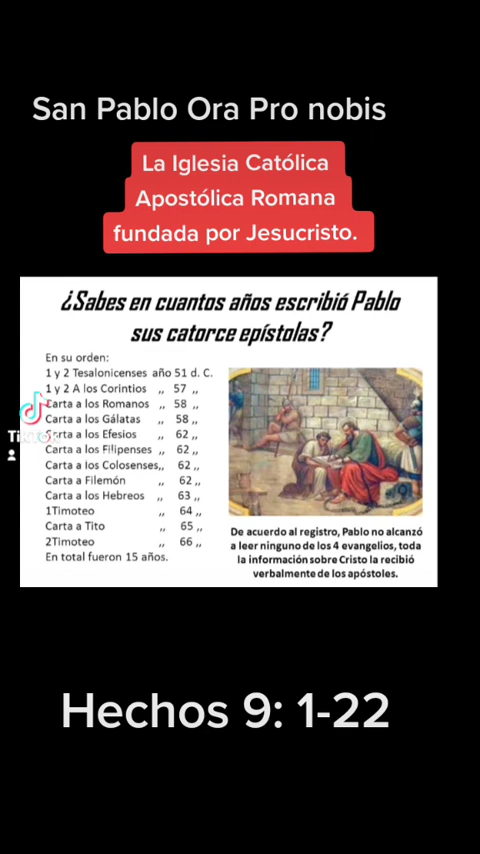 San Pablo Ora Pro nobis
La Iglesia Católica
Apostólica Romana
fundada por Jesucristo.
¿Sabes en cuantos años escribió Pablo
sus catorce epístolas?
En su orden:
1 y 2 Tesalonicenses año 51 d. C.
1 y 2 A los Corintios ,, 57 ,,
Carta a los Romanos ,, 58 ,,
Carta a los Gálatas ,, 58 ,,
Carta a los Efesios ,, 62 ,,
Carta a los Filipenses ,, 62 ,,
Carta a los Colosenses,, 62 ,,
Carta a Filemón ,, 62 ,,
Carta a los Hebreos ,, 63 ,,
1Timoteo ,, 64 ,,
Carta a Tito ,, 65 ,,
2Timoteo ,, 66 ,,
En total fueron 15 años.
De acuerdo al registro, Pablo no alcanzó
a leer ninguno de los 4 evangelios, toda
la información sobre Cristo la recibió
verbalmente de los apóstoles.
TikTok
Hechos 9: 1-22